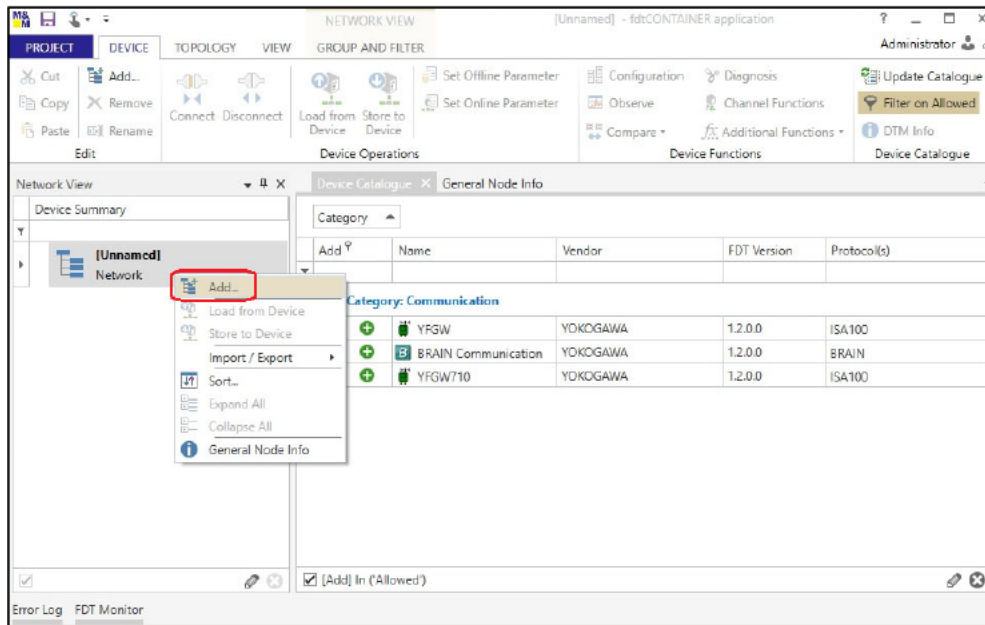 M&M
NETWORK VIEW
[Unnamed] - fdtCONTAINER application
?
PROJECT DEVICE TOPOLOGY VIEW GROUP AND FILTER
Administrator
Cut
Add...
Copy
Remove
Paste
Rename
Edit
Connect Disconnect
Load from Device
Store to Device
Set Offline Parameter
Set Online Parameter
Device Operations
Configuration
Observe
Compare
Diagnosis
Channel Functions
Additional Functions
Device Functions
Update Catalogue
Filter on Allowed
DTM Info
Device Catalogue
Network View
Device Summary
[Unnamed]
Network
Add...
Load from Device
Store to Device
Import / Export
Sort...
Expand All
Collapse All
General Node Info
Device Catalogue General Node Info
Category
Add Name Vendor FDT Version Protocol(s)
Category: Communication
YFGW YOKOGAWA 1.2.0.0 ISA100
BRAIN Communication YOKOGAWA 1.2.0.0 BRAIN
YFGW710 YOKOGAWA 1.2.0.0 ISA100
[Add] In ('Allowed')
Error Log FDT Monitor